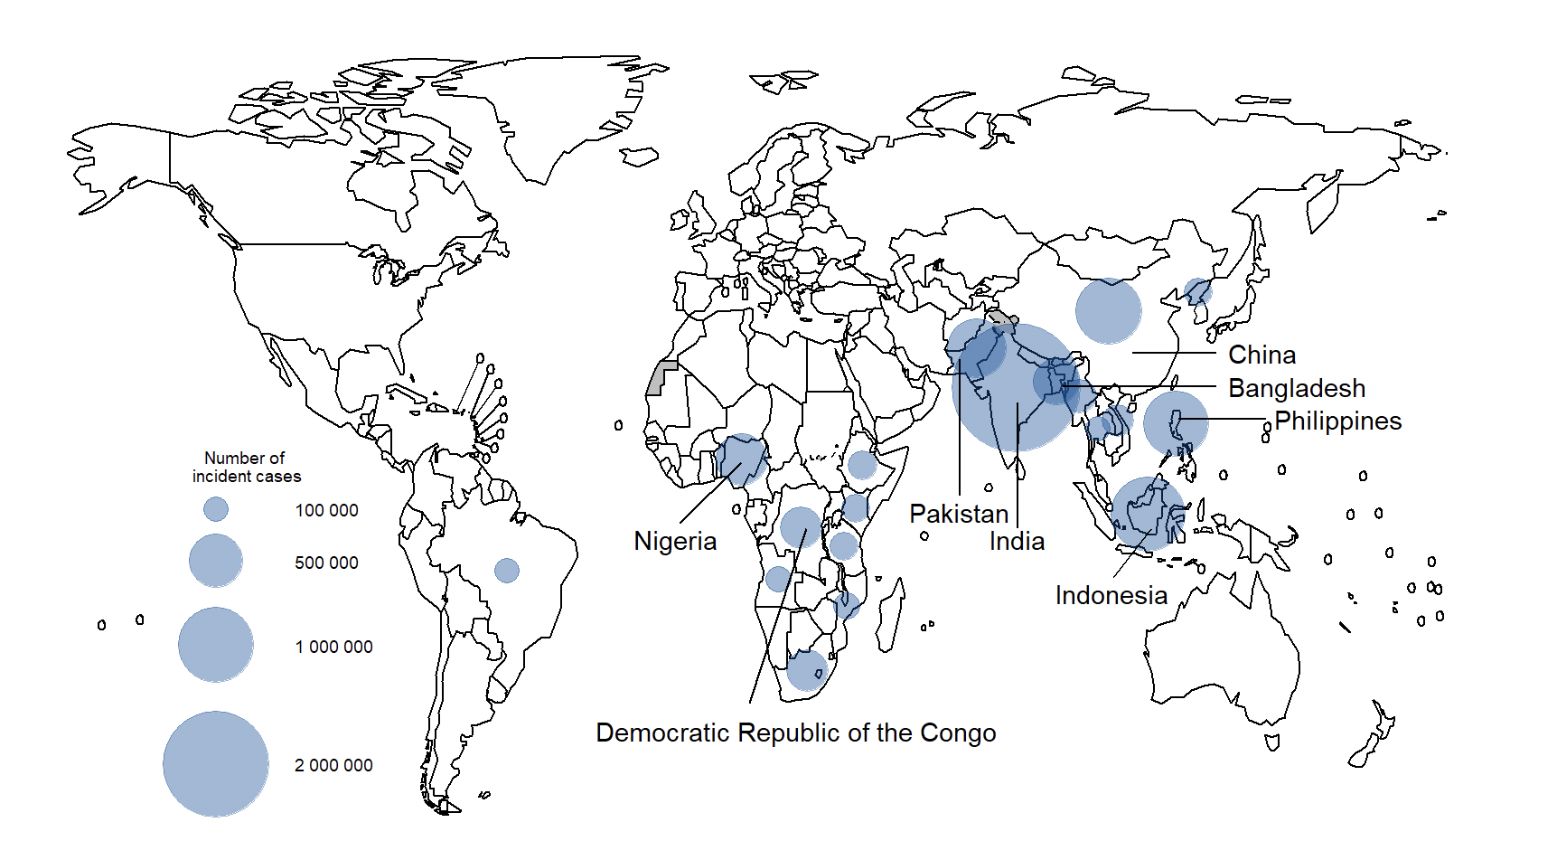 China
Bangladesh
Philippines
Number of
incident cases
100 000
500 000
1 000 000
2 000 000
Pakistan
Nigeria
India
Indonesia
Democratic Republic of the Congo